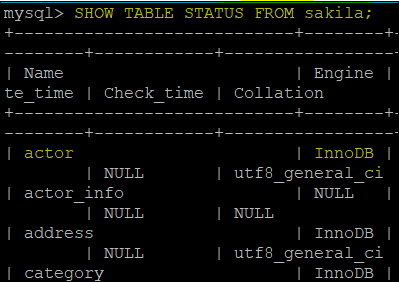 mysql> SHOW TABLE STATUS FROM sakila;
+----------------------------+--------+-
--------+------------+----------------
| Name | Engine |
te_time | Check_time | Collation
+----------------------------+--------+-
--------+------------+----------------
| actor | InnoDB |
| NULL | utf8_general_ci
| actor_info | NULL |
| NULL | NULL
| address | InnoDB |
| NULL | utf8_general_ci
| category | InnoDB |